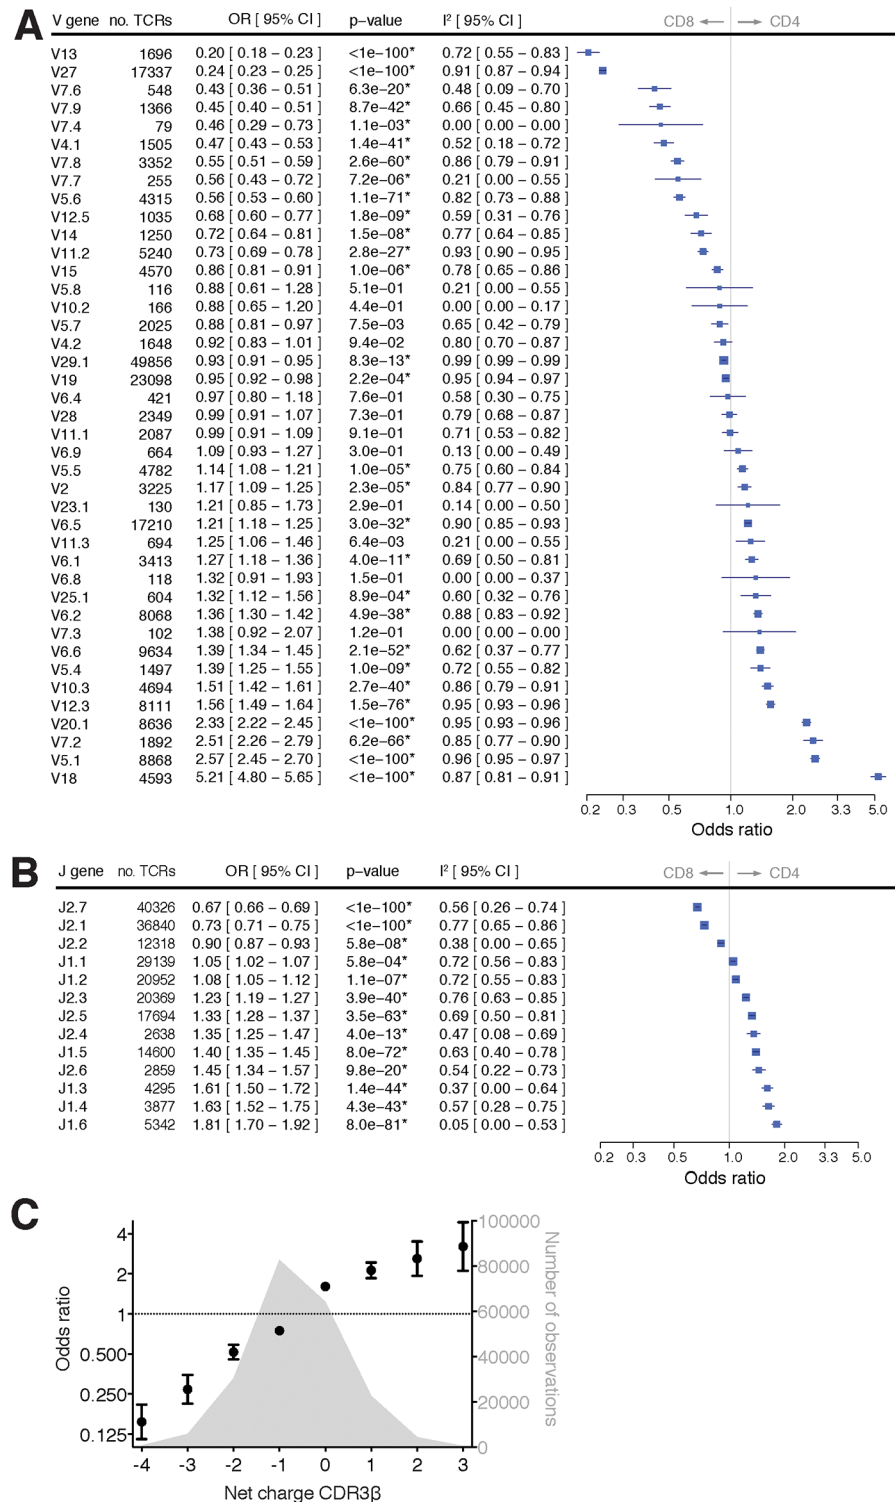 A
V gene no. TCRs OR [ 95% CI ] p−value I² [ 95% CI ] CD8 ← → CD4
V13 1696 0.20 [ 0.18 − 0.23 ] <1e−100* 0.72 [ 0.55 − 0.83 ]
V27 17337 0.24 [ 0.23 − 0.25 ] <1e−100* 0.91 [ 0.87 − 0.94 ]
V7.6 548 0.43 [ 0.36 − 0.51 ] 6.3e−20* 0.48 [ 0.09 − 0.70 ]
V7.9 1366 0.45 [ 0.40 − 0.51 ] 8.7e−42* 0.66 [ 0.45 − 0.80 ]
V7.4 79 0.46 [ 0.29 − 0.73 ] 1.1e−03* 0.00 [ 0.00 − 0.00 ]
V4.1 1505 0.47 [ 0.43 − 0.53 ] 1.4e−41* 0.52 [ 0.18 − 0.72 ]
V7.8 3352 0.55 [ 0.51 − 0.59 ] 2.6e−60* 0.86 [ 0.79 − 0.91 ]
V7.7 255 0.56 [ 0.43 − 0.72 ] 7.2e−06* 0.21 [ 0.00 − 0.55 ]
V5.6 4315 0.56 [ 0.53 − 0.60 ] 1.1e−71* 0.82 [ 0.73 − 0.88 ]
V12.5 1035 0.68 [ 0.60 − 0.77 ] 1.8e−09* 0.59 [ 0.31 − 0.76 ]
V14 1250 0.72 [ 0.64 − 0.81 ] 1.5e−08* 0.77 [ 0.64 − 0.85 ]
V11.2 5240 0.73 [ 0.69 − 0.78 ] 2.8e−27* 0.93 [ 0.90 − 0.95 ]
V15 4570 0.86 [ 0.81 − 0.91 ] 1.0e−06* 0.78 [ 0.65 − 0.86 ]
V5.8 116 0.88 [ 0.61 − 1.28 ] 5.1e−01 0.21 [ 0.00 − 0.55 ]
V10.2 166 0.88 [ 0.65 − 1.20 ] 4.4e−01 0.00 [ 0.00 − 0.17 ]
V5.7 2025 0.88 [ 0.81 − 0.97 ] 7.5e−03 0.65 [ 0.42 − 0.79 ]
V4.2 1648 0.92 [ 0.83 − 1.01 ] 9.4e−02 0.80 [ 0.70 − 0.87 ]
V29.1 49856 0.93 [ 0.91 − 0.95 ] 8.3e−13* 0.99 [ 0.99 − 0.99 ]
V19 23098 0.95 [ 0.92 − 0.98 ] 2.2e−04* 0.95 [ 0.94 − 0.97 ]
V6.4 421 0.97 [ 0.80 − 1.18 ] 7.6e−01 0.58 [ 0.30 − 0.75 ]
V28 2349 0.99 [ 0.91 − 1.07 ] 7.3e−01 0.79 [ 0.68 − 0.87 ]
V11.1 2087 0.99 [ 0.91 − 1.09 ] 9.1e−01 0.71 [ 0.53 − 0.82 ]
V6.9 664 1.09 [ 0.93 − 1.27 ] 3.0e−01 0.13 [ 0.00 − 0.49 ]
V5.5 4782 1.14 [ 1.08 − 1.21 ] 1.0e−05* 0.75 [ 0.60 − 0.84 ]
V2 3225 1.17 [ 1.09 − 1.25 ] 2.3e−05* 0.84 [ 0.77 − 0.90 ]
V23.1 130 1.21 [ 0.85 − 1.73 ] 2.9e−01 0.14 [ 0.00 − 0.50 ]
V6.5 17210 1.21 [ 1.18 − 1.25 ] 3.0e−32* 0.90 [ 0.85 − 0.93 ]
V11.3 694 1.25 [ 1.06 − 1.46 ] 6.4e−03 0.21 [ 0.00 − 0.55 ]
V6.1 3413 1.27 [ 1.18 − 1.36 ] 4.0e−11* 0.69 [ 0.50 − 0.81 ]
V6.8 118 1.32 [ 0.91 − 1.93 ] 1.5e−01 0.00 [ 0.00 − 0.37 ]
V25.1 604 1.32 [ 1.12 − 1.56 ] 8.9e−04* 0.60 [ 0.32 − 0.76 ]
V6.2 8068 1.36 [ 1.30 − 1.42 ] 4.9e−38* 0.88 [ 0.83 − 0.92 ]
V7.3 102 1.38 [ 0.92 − 2.07 ] 1.2e−01 0.00 [ 0.00 − 0.00 ]
V6.6 9634 1.39 [ 1.34 − 1.45 ] 2.1e−52* 0.62 [ 0.37 − 0.77 ]
V5.4 1497 1.39 [ 1.25 − 1.55 ] 1.0e−09* 0.72 [ 0.55 − 0.82 ]
V10.3 4694 1.51 [ 1.42 − 1.61 ] 2.7e−40* 0.86 [ 0.79 − 0.91 ]
V12.3 8111 1.56 [ 1.49 − 1.64 ] 1.5e−76* 0.95 [ 0.93 − 0.96 ]
V20.1 8636 2.33 [ 2.22 − 2.45 ] <1e−100* 0.95 [ 0.93 − 0.96 ]
V7.2 1892 2.51 [ 2.26 − 2.79 ] 6.2e−66* 0.85 [ 0.77 − 0.90 ]
V5.1 8868 2.57 [ 2.45 − 2.70 ] <1e−100* 0.96 [ 0.95 − 0.97 ]
V18 4593 5.21 [ 4.80 − 5.65 ] <1e−100* 0.87 [ 0.81 − 0.91 ]
0.2 0.3 0.5 1.0 2.0 3.3 5.0
Odds ratio
B
J gene no. TCRs OR [ 95% CI ] p−value I² [ 95% CI ] CD8 ← → CD4
J2.7 40326 0.67 [ 0.66 − 0.69 ] <1e−100* 0.56 [ 0.26 − 0.74 ]
J2.1 36840 0.73 [ 0.71 − 0.75 ] <1e−100* 0.77 [ 0.65 − 0.86 ]
J2.2 12318 0.90 [ 0.87 − 0.93 ] 5.8e−08* 0.38 [ 0.00 − 0.65 ]
J1.1 29139 1.05 [ 1.02 − 1.07 ] 5.8e−04* 0.72 [ 0.56 − 0.83 ]
J1.2 20952 1.08 [ 1.05 − 1.12 ] 1.1e−07* 0.72 [ 0.55 − 0.83 ]
J2.3 20369 1.23 [ 1.19 − 1.27 ] 3.9e−40* 0.76 [ 0.63 − 0.85 ]
J2.5 17694 1.33 [ 1.28 − 1.37 ] 3.5e−63* 0.69 [ 0.50 − 0.81 ]
J2.4 2638 1.35 [ 1.25 − 1.47 ] 4.0e−13* 0.47 [ 0.08 − 0.69 ]
J1.5 14600 1.40 [ 1.35 − 1.45 ] 8.0e−72* 0.63 [ 0.40 − 0.78 ]
J2.6 2859 1.45 [ 1.34 − 1.57 ] 9.8e−20* 0.54 [ 0.22 − 0.73 ]
J1.3 4295 1.61 [ 1.50 − 1.72 ] 1.4e−44* 0.37 [ 0.00 − 0.64 ]
J1.4 3877 1.63 [ 1.52 − 1.75 ] 4.3e−43* 0.57 [ 0.28 − 0.75 ]
J1.6 5342 1.81 [ 1.70 − 1.92 ] 8.0e−81* 0.05 [ 0.00 − 0.53 ]
0.2 0.3 0.5 1.0 2.0 3.3 5.0
Odds ratio
C
Odds ratio
4
2
1
0.500
0.250
0.125
100000
80000
60000
40000
20000
0
Number of observations
-4 -3 -2 -1 0 1 2 3
Net charge CDR3β